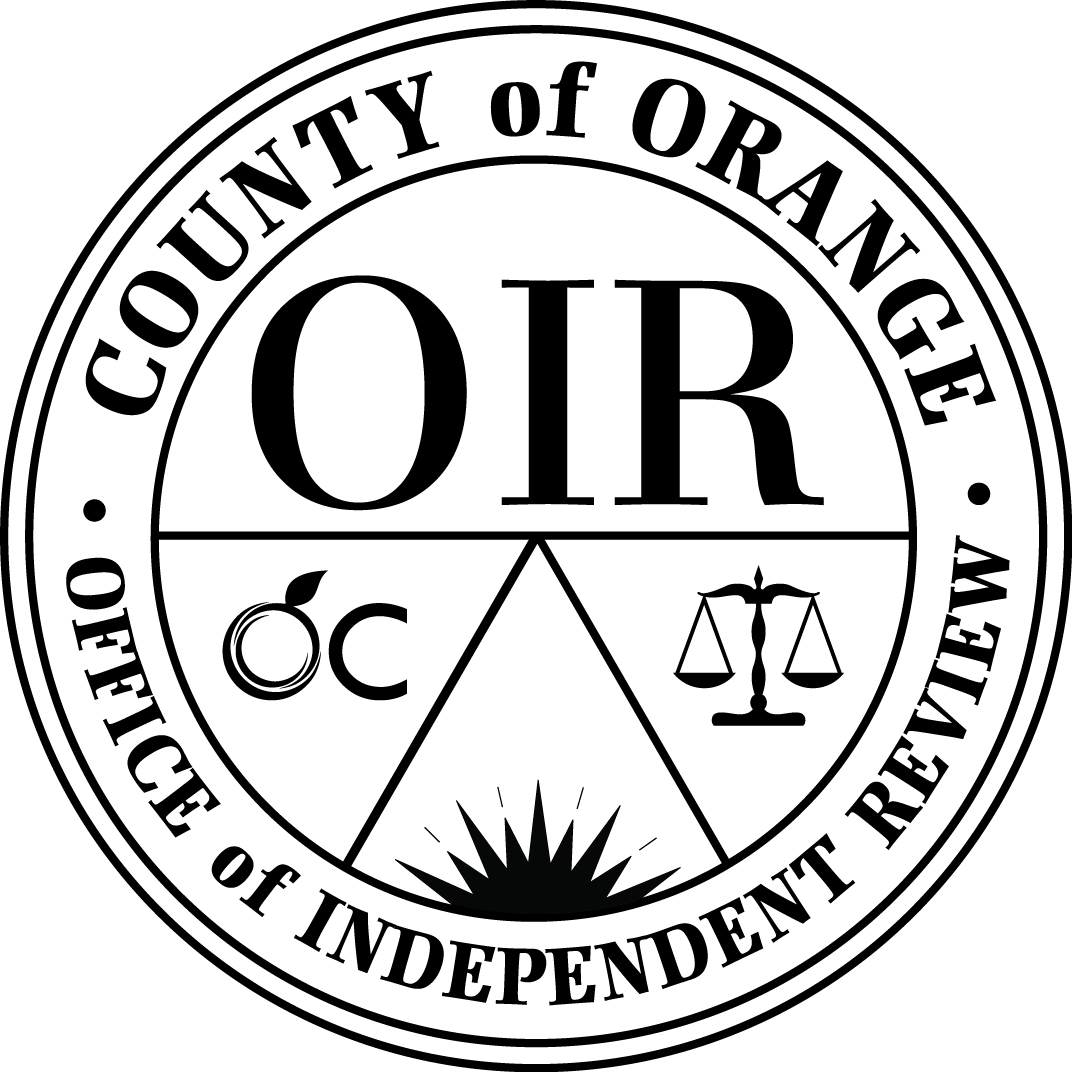 COUNTY of ORANGE
OIR
OC
• OFFICE of INDEPENDENT REVIEW •